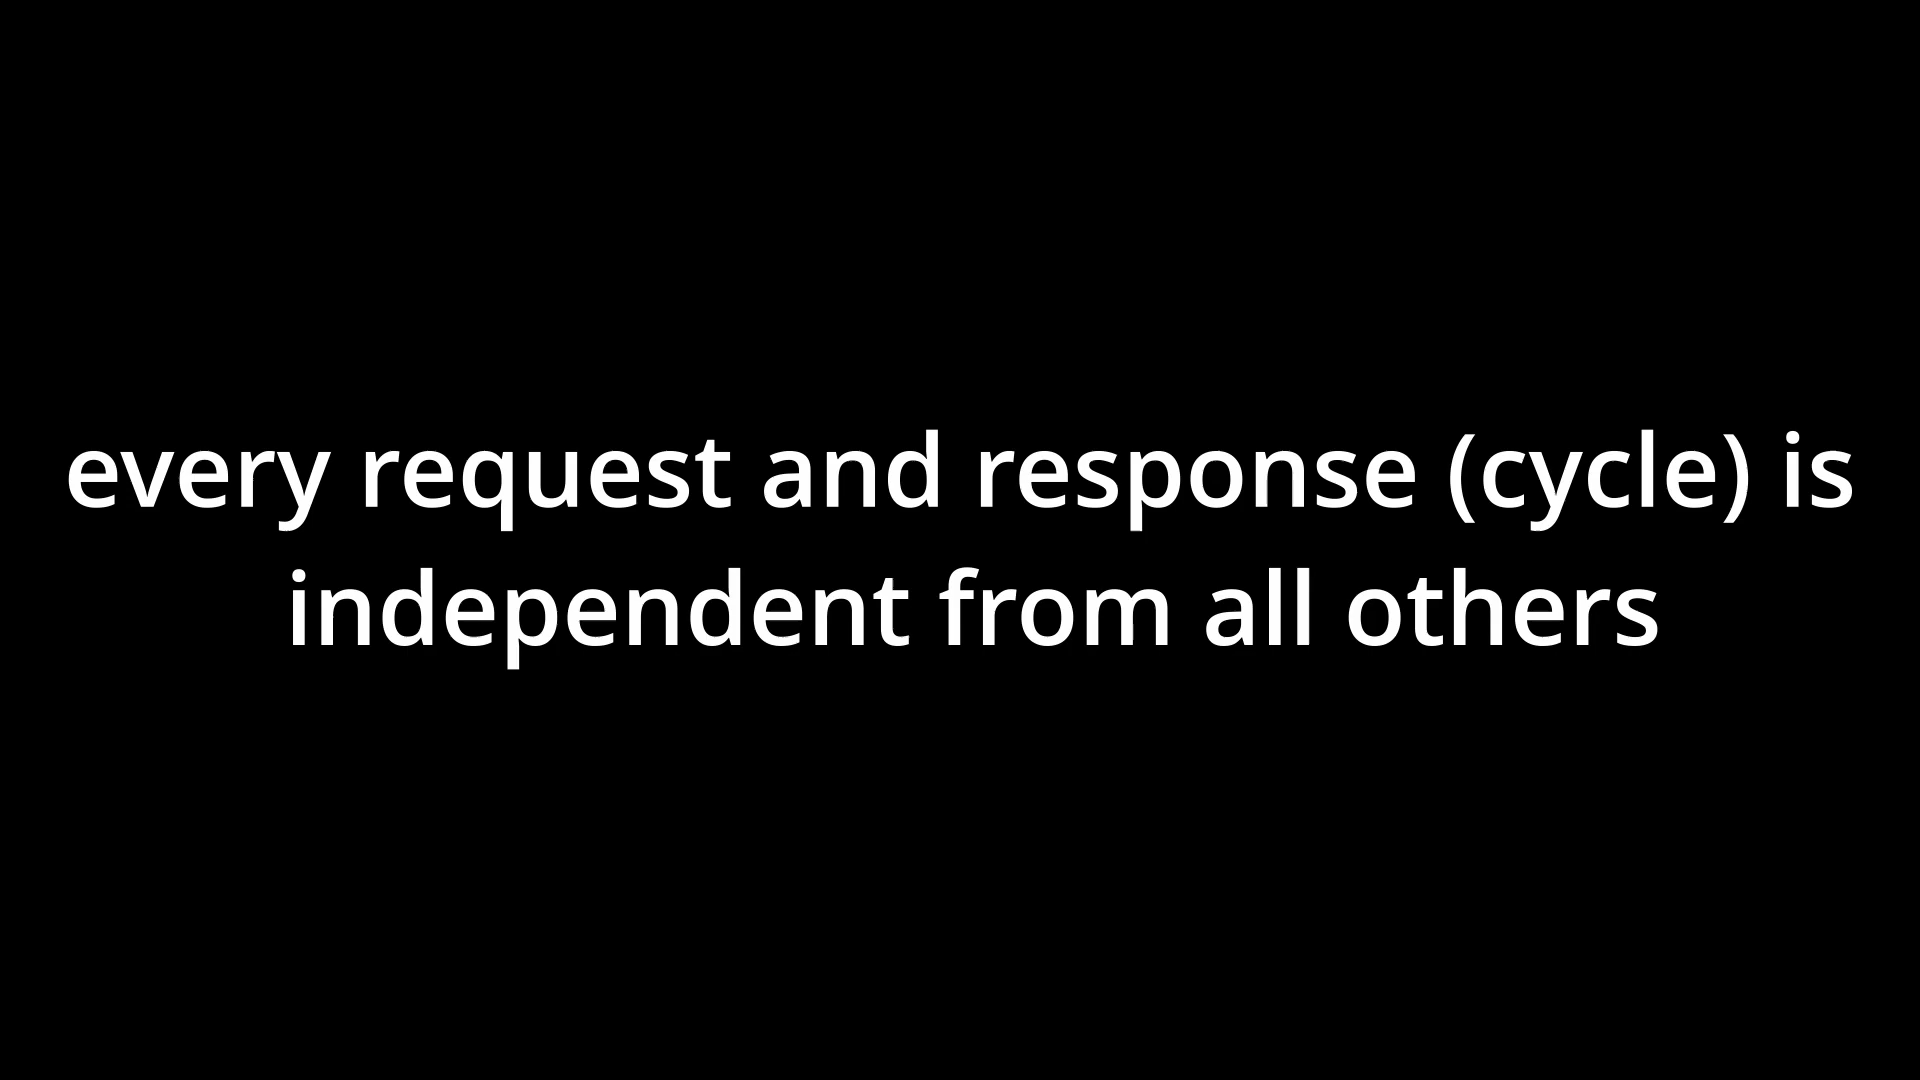 every request and response (cycle) is
independent from all others